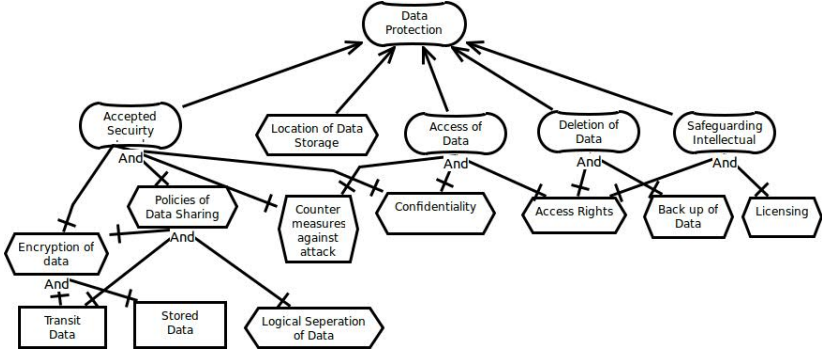 Data
Protection
Accepted
Secuirty
Location of Data
Storage
Access of
Data
Deletion of
Data
Safeguarding
Intellectual
And
And
And
And
Policies of
Data Sharing
Counter
measures
against
attack
Confidentiality
Access Rights
Back up of
Data
Licensing
And
Encryption of
data
And
Transit
Data
Stored
Data
Logical Seperation
of Data